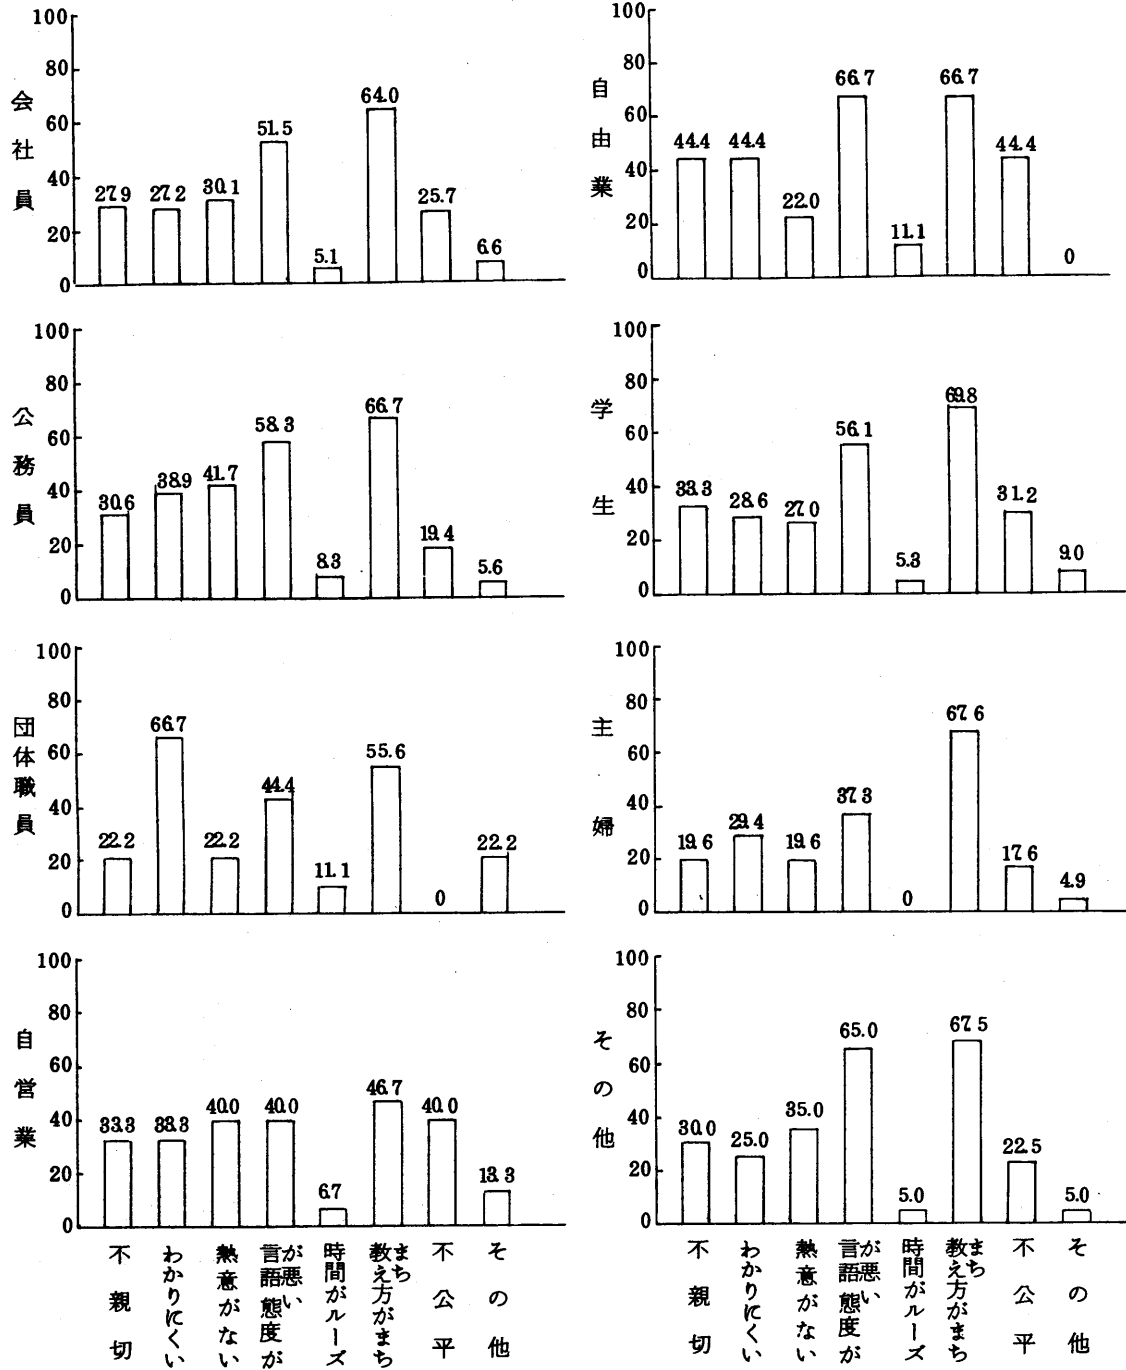 会社員
100
80
60
40
20
0
27.9 27.2 30.1 51.5 5.1 64.0 25.7 6.6
自由業
100
80
60
40
20
0
44.4 44.4 22.0 66.7 11.1 66.7 44.4 0
公務員
100
80
60
40
20
0
30.6 38.9 41.7 58.3 8.3 66.7 19.4 5.6
学生
100
80
60
40
20
0
33.3 28.6 27.0 56.1 5.3 69.8 31.2 9.0
団体職員
100
80
60
40
20
0
22.2 66.7 22.2 44.4 11.1 55.6 0 22.2
主婦
100
80
60
40
20
0
19.6 29.4 19.6 37.3 0 67.6 17.6 4.9
自営業
100
80
60
40
20
0
33.3 33.3 40.0 40.0 6.7 46.7 40.0 13.3
その他
100
80
60
40
20
0
30.0 25.0 35.0 65.0 5.0 67.5 22.5 5.0
不親切
わかりにくい
熱意がない
言語態度が
が悪い
時間がルーズ
教え方がまち
まち
不公平
その他
不親切
わかりにくい
熱意がない
言語態度が
が悪い
時間がルーズ
教え方がまち
まち
不公平
その他